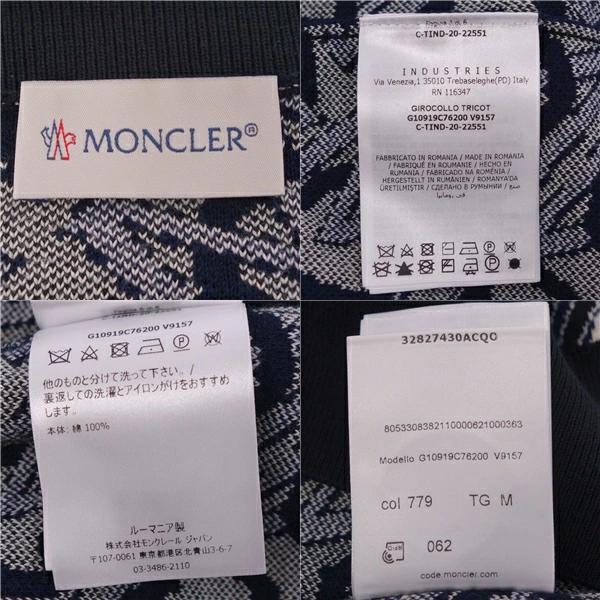 MONCLER®
C-TIND-20-22551
INDUSTRIES
Via Venezia,1 35010 Trebaseleghe(PD) Italy
RN 116347
GIROCOLLO TRICOT
G10919C76200 V9157
C-TIND-20-22551
FABBRICATO IN ROMANIA / MADE IN ROMANIA
/ FABRIQUÉ EN ROUMANIE / HECHO EN
RUMANIA / FABRICADO NA ROMÉNIA /
HERGESTELLT IN RUMÄNIEN / ROMANYA'DA
ÜRETILMIŞTIR / СДЕЛАНО В РУМЫНИИ / صنع
في رومانيا
G10919C76200 V9157
他のものと分けて洗って下さい。/
裏返しての洗濯とアイロンがけをおすすめ
します。/
本体: 綿 100%
ルーマニア製
株式会社モンクレール ジャパン
〒107-0061 東京都港区北青山3-6-7
03-3486-2110
32827430ACQO
8053308382110000621000363
Modello G10919C76200 V9157
col 779 TG M
062
code.moncler.com